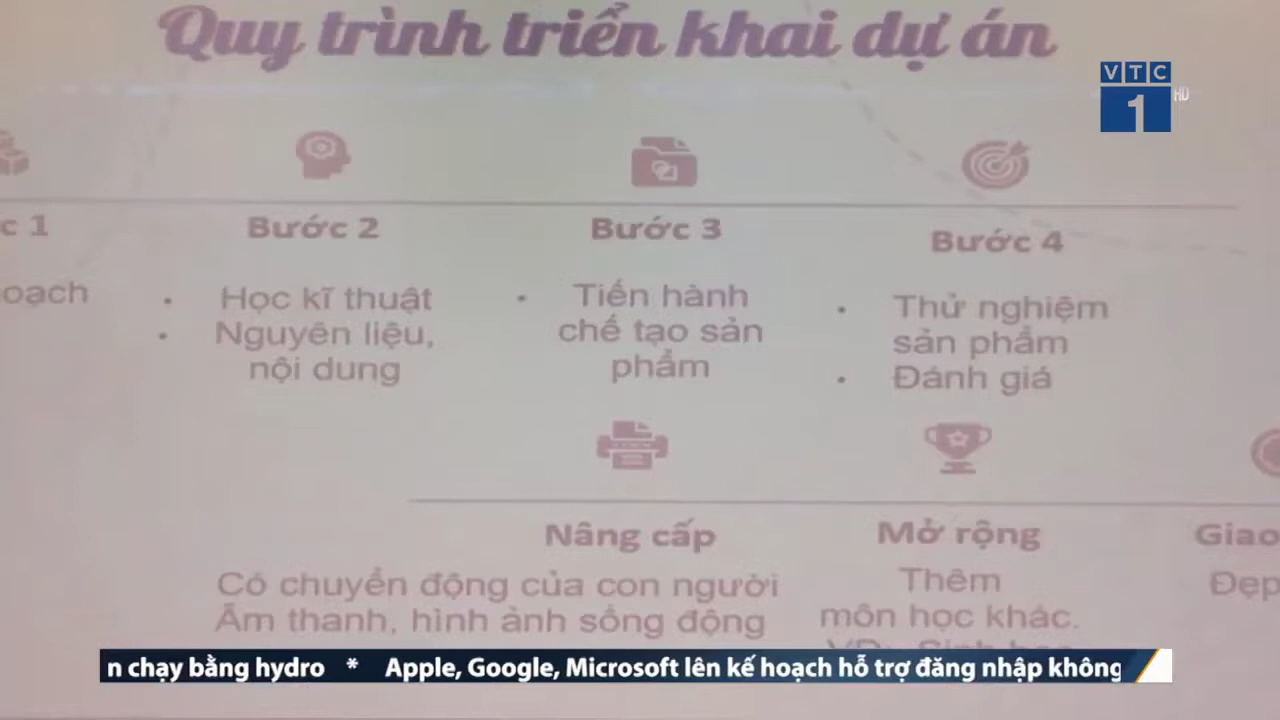 Quy trình triển khai dự án
VTC
1
HD
c 1
Bước 2
Bước 3
Bước 4
oạch
• Học kĩ thuật
• Nguyên liệu,
nội dung
• Tiến hành
chế tạo sản
phẩm
• Thử nghiệm
sản phẩm
• Đánh giá
Nâng cấp
Có chuyển động của con người
Âm thanh, hình ảnh sống động
Mở rộng
Thêm
môn học khác.
Giao
Đẹp
n chạy bằng hydro * Apple, Google, Microsoft lên kế hoạch hỗ trợ đăng nhập không